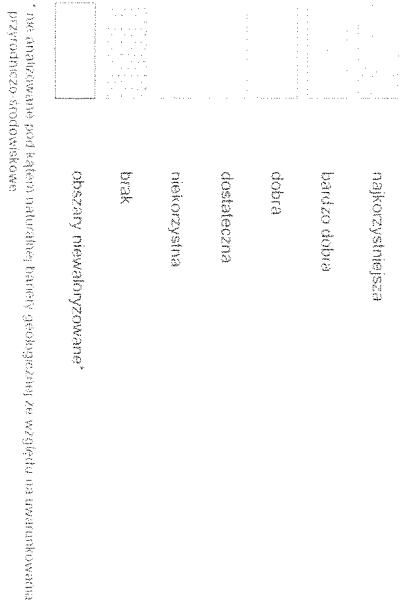 najkorzystniejsza
bardzo dobra
dobra
dostateczna
niekorzystna
brak
obszary niewaloryzowane*
* nie analizowane pod kątem naturalnej bariery geologicznej ze względu na uwarunkowania
przyrodniczo środowiskowe